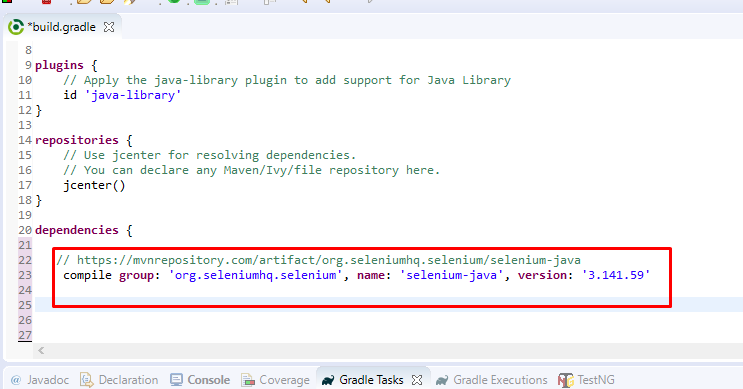 *build.gradle
8
9 plugins {
10 // Apply the java-library plugin to add support for Java Library
11 id 'java-library'
12 }
13
14 repositories {
15 // Use jcenter for resolving dependencies.
16 // You can declare any Maven/Ivy/file repository here.
17 jcenter()
18 }
19
20 dependencies {
21
22 // https://mvnrepository.com/artifact/org.seleniumhq.selenium/selenium-java
23 compile group: 'org.seleniumhq.selenium', name: 'selenium-java', version: '3.141.59'
24
25
26
27
@ Javadoc Declaration Console Coverage Gradle Tasks Gradle Executions TestNG